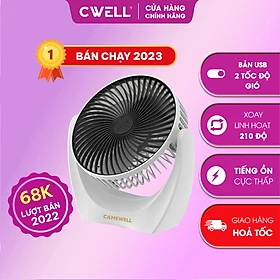 CWELL
CỬA HÀNG
CHÍNH HÃNG
1
BÁN CHẠY 2023
BẢN USB
2 TỐC ĐỘ
GIÓ
XOAY
LINH HOẠT
210 ĐỘ
TIẾNG ỒN
CỰC THẤP
GIAO HÀNG
HOẢ TỐC
68K
LƯỢT BÁN
2022
CAMEWELL